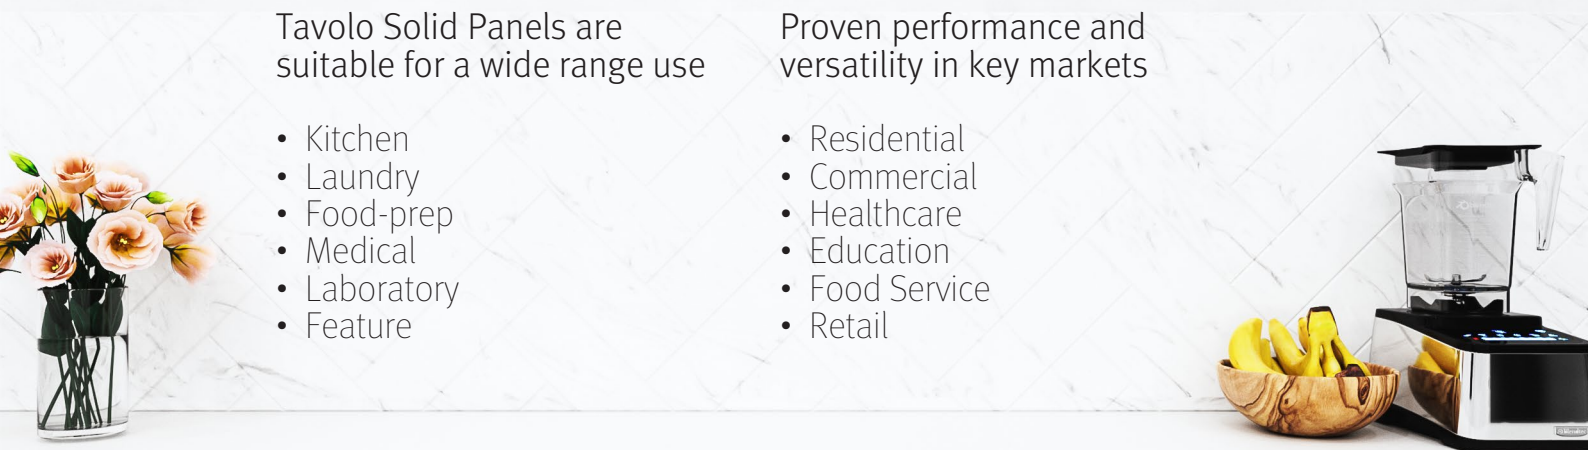 Tavolo Solid Panels are
suitable for a wide range use
• Kitchen
• Laundry
• Food-prep
• Medical
• Laboratory
• Feature
Proven performance and
versatility in key markets
• Residential
• Commercial
• Healthcare
• Education
• Food Service
• Retail